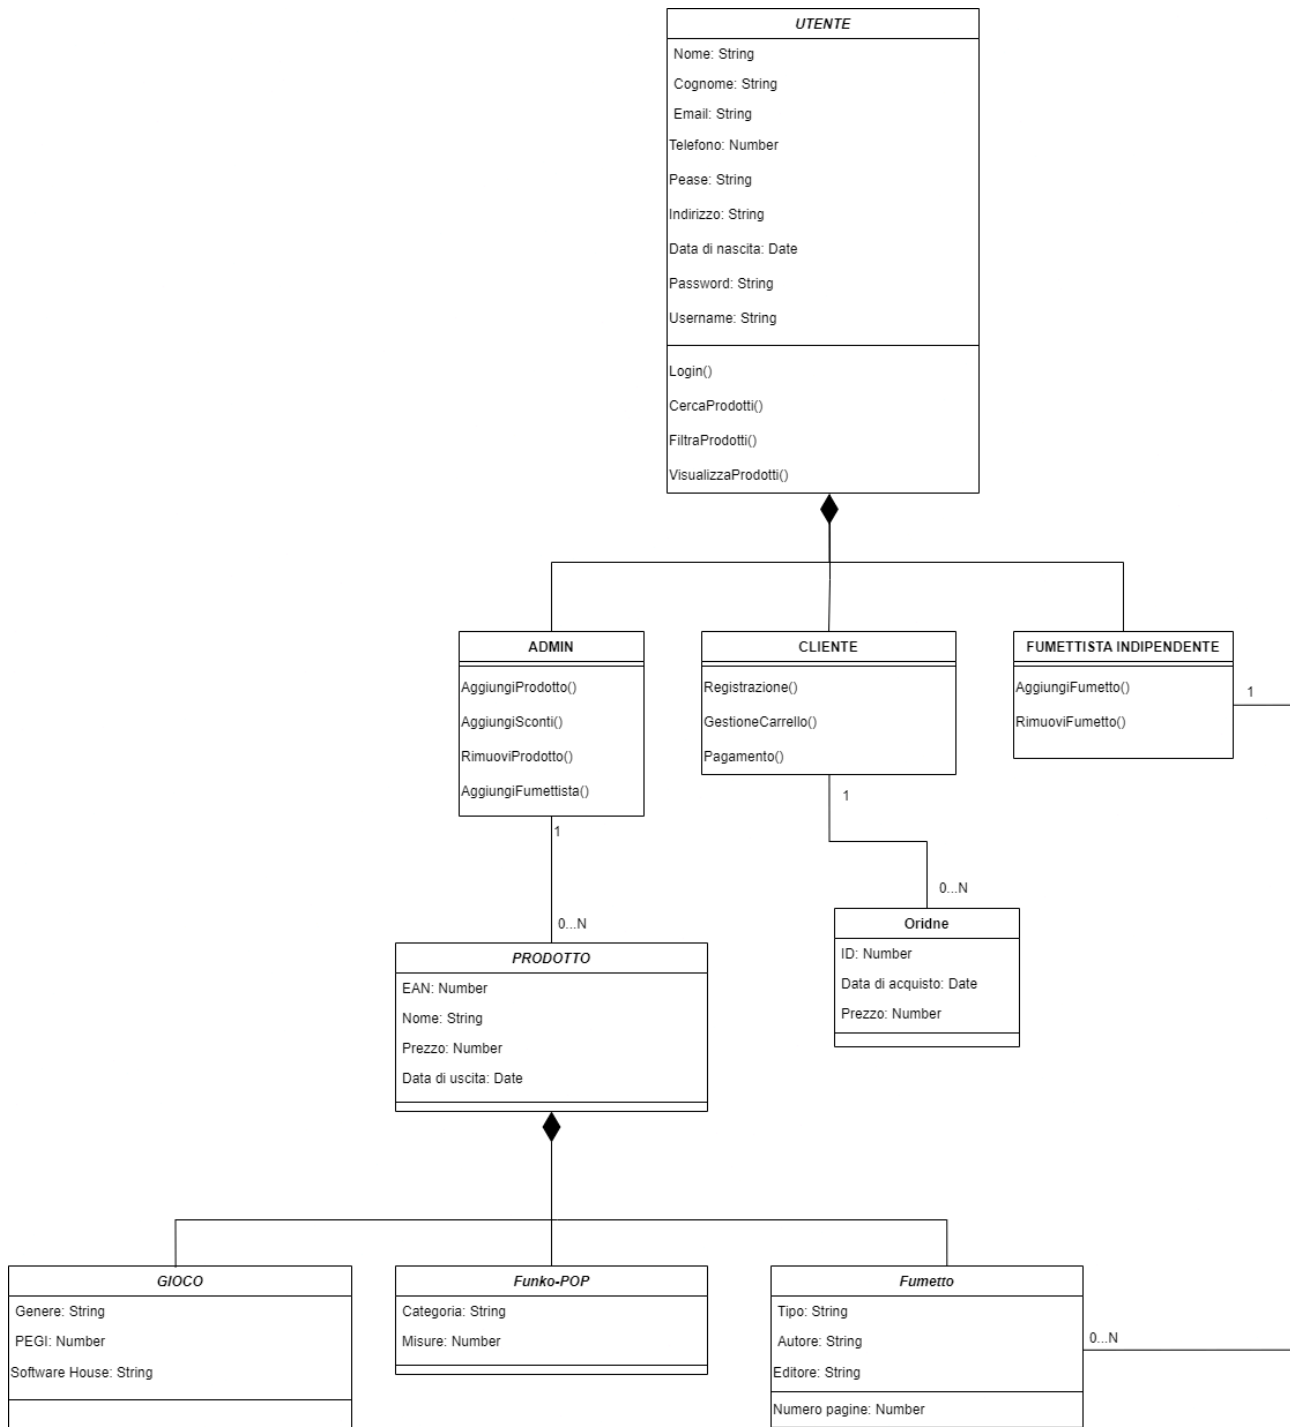 UTENTE
Nome: String
Cognome: String
Email: String
Telefono: Number
Pease: String
Indirizzo: String
Data di nascita: Date
Password: String
Username: String
Login()
CercaProdotti()
FiltraProdotti()
VisualizzaProdotti()
ADMIN
AggiungiProdotto()
AggiungiSconti()
RimuoviProdotto()
AggiungiFumettista()
CLIENTE
Registrazione()
GestioneCarrello()
Pagamento()
FUMETTISTA INDIPENDENTE
AggiungiFumetto()
RimuoviFumetto()
1
1
1
0...N
0...N
PRODOTTO
EAN: Number
Nome: String
Prezzo: Number
Data di uscita: Date
Oridne
ID: Number
Data di acquisto: Date
Prezzo: Number
GIOCO
Genere: String
PEGI: Number
Software House: String
Funko-POP
Categoria: String
Misure: Number
Fumetto
Tipo: String
Autore: String
Editore: String
Numero pagine: Number
0...N